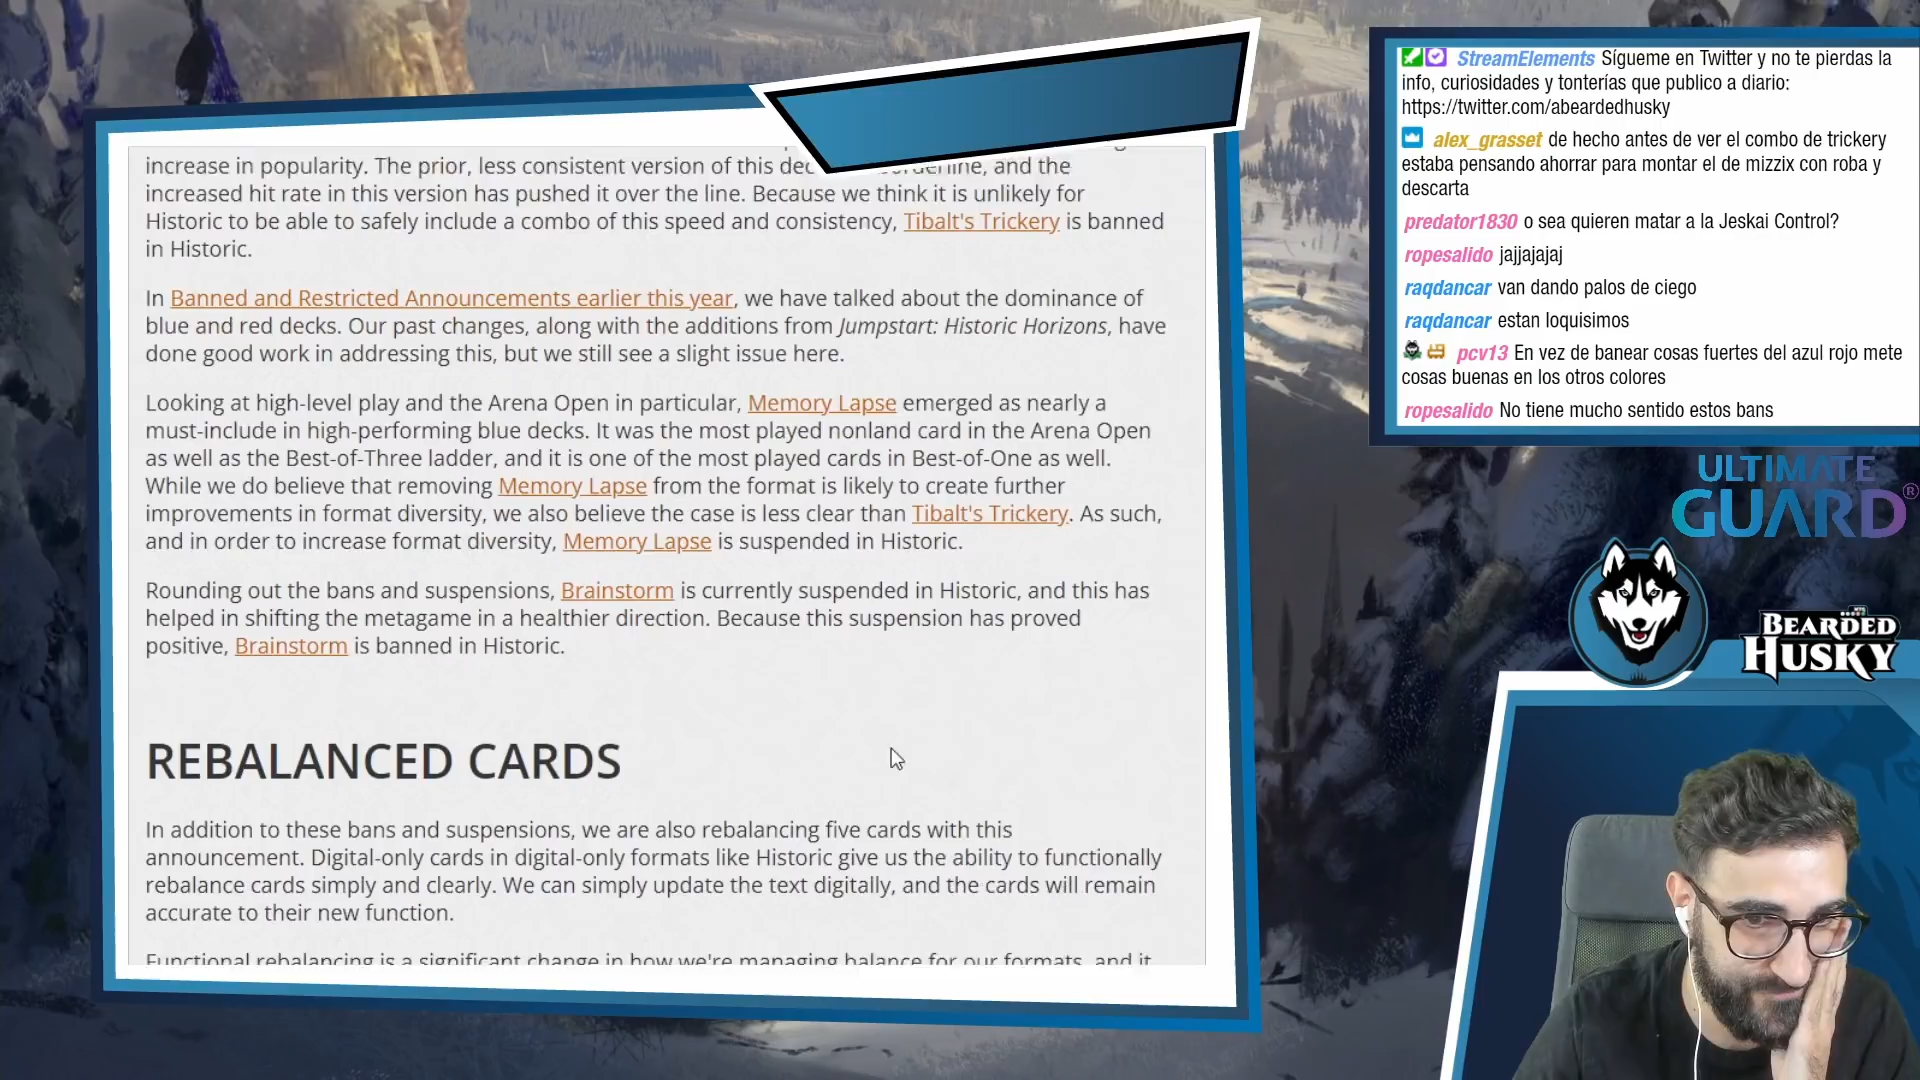 increase in popularity. The prior, less consistent version of this dec and the
increased hit rate in this version has pushed it over the line. Because we think it is unlikely for
Historic to be able to safely include a combo of this speed and consistency, Tibalt's Trickery is banned
in Historic.
In Banned and Restricted Announcements earlier this year, we have talked about the dominance of
blue and red decks. Our past changes, along with the additions from Jumpstart: Historic Horizons, have
done good work in addressing this, but we still see a slight issue here.
Looking at high-level play and the Arena Open in particular, Memory Lapse emerged as nearly a
must-include in high-performing blue decks. It was the most played nonland card in the Arena Open
as well as the Best-of-Three ladder, and it is one of the most played cards in Best-of-One as well.
While we do believe that removing Memory Lapse from the format is likely to create further
improvements in format diversity, we also believe the case is less clear than Tibalt's Trickery. As such,
and in order to increase format diversity, Memory Lapse is suspended in Historic.
Rounding out the bans and suspensions, Brainstorm is currently suspended in Historic, and this has
helped in shifting the metagame in a healthier direction. Because this suspension has proved
positive, Brainstorm is banned in Historic.
REBALANCED CARDS
In addition to these bans and suspensions, we are also rebalancing five cards with this
announcement. Digital-only cards in digital-only formats like Historic give us the ability to functionally
rebalance cards simply and clearly. We can simply update the text digitally, and the cards will remain
accurate to their new function.
Functional rebalancing is a significant change in how we're managing balance for our formats, and it
StreamElements Sígueme en Twitter y no te pierdas la
info, curiosidades y tonterías que publico a diario:
https://twitter.com/abeardedhusky
alex_grasset de hecho antes de ver el combo de trickery
estaba pensando ahorrar para montar el de mizzix con roba y
descarta
predator1830 o sea quieren matar a la Jeskai Control?
ropesalido jajjajajaj
raqdancar van dando palos de ciego
raqdancar estan loquisimos
pcv13 En vez de banear cosas fuertes del azul rojo mete
cosas buenas en los otros colores
ropesalido No tiene mucho sentido estos bans
ULTIMATE
GUARD®
BEARDED
HUSKY